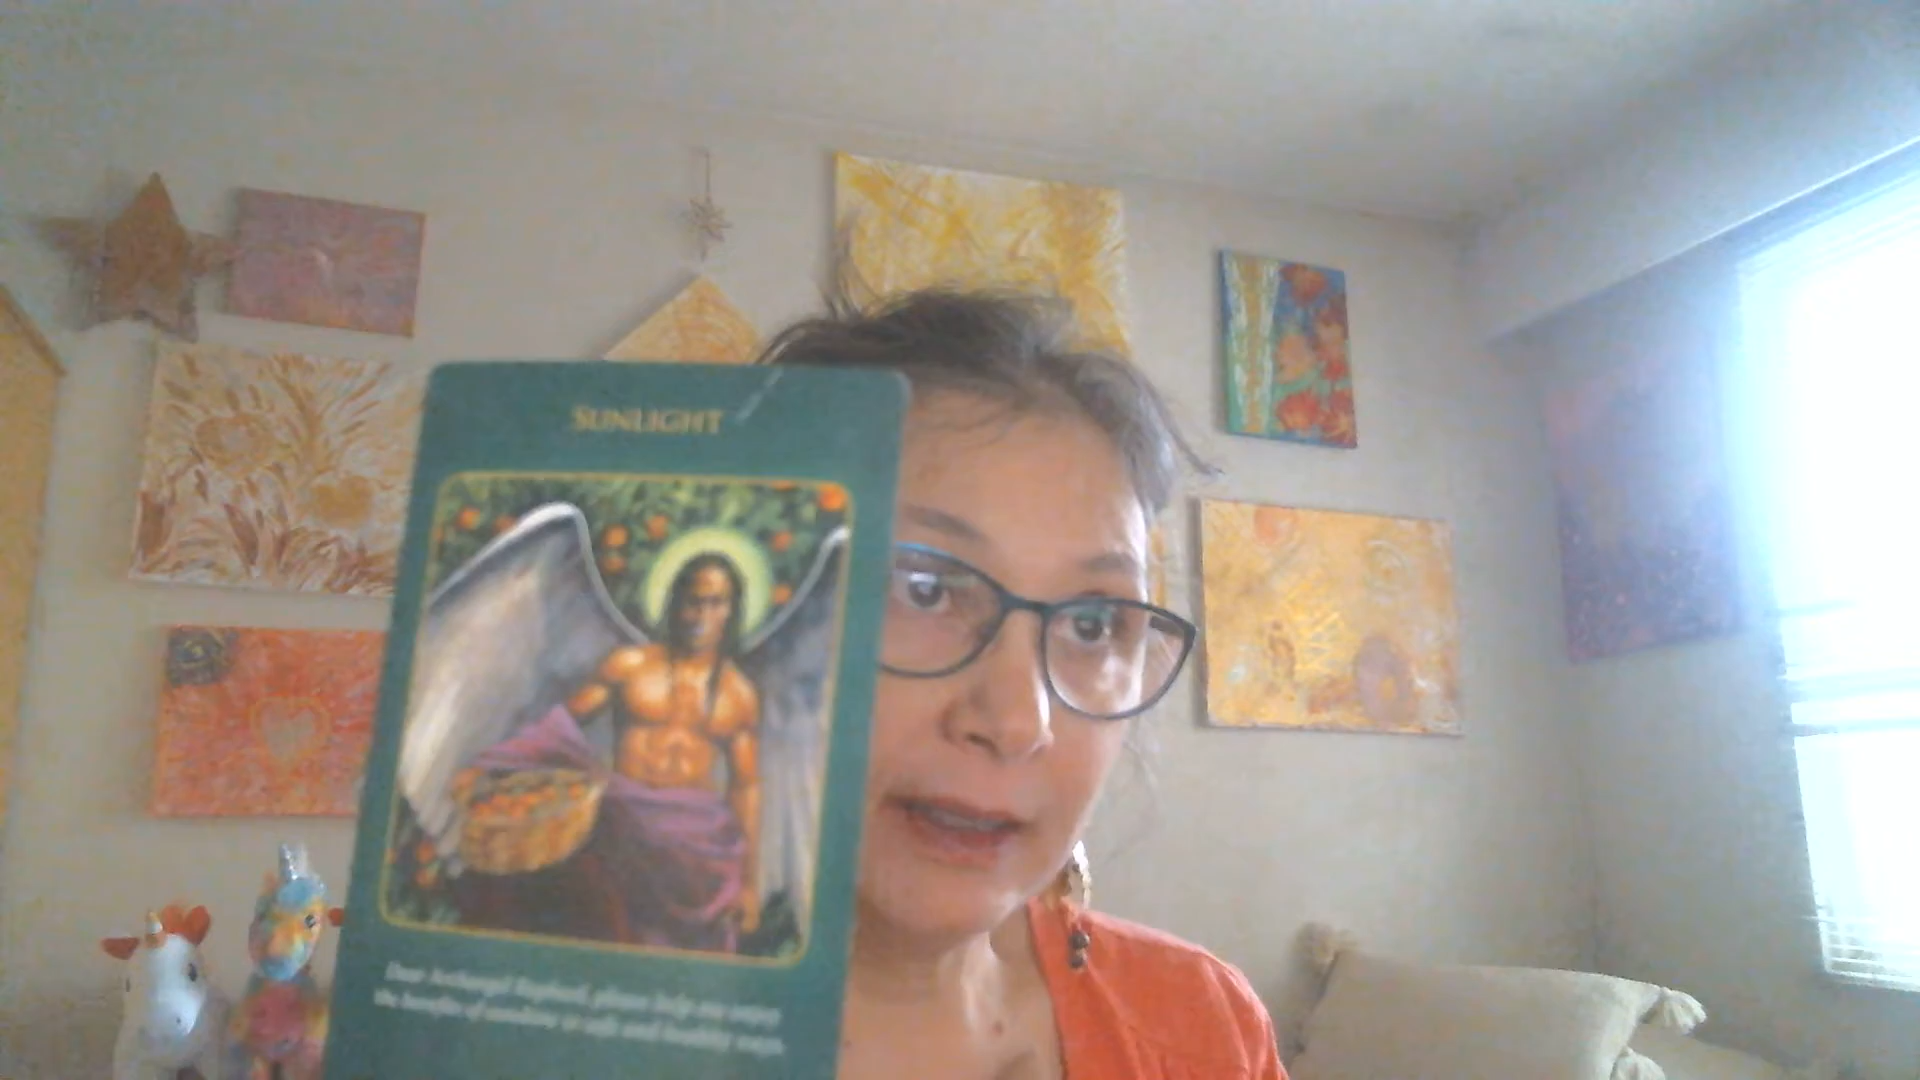 SUNLIGHT
Dear Archangel Raphael, please help me enjoy
the benefits of sunshine in safe and healthy ways.